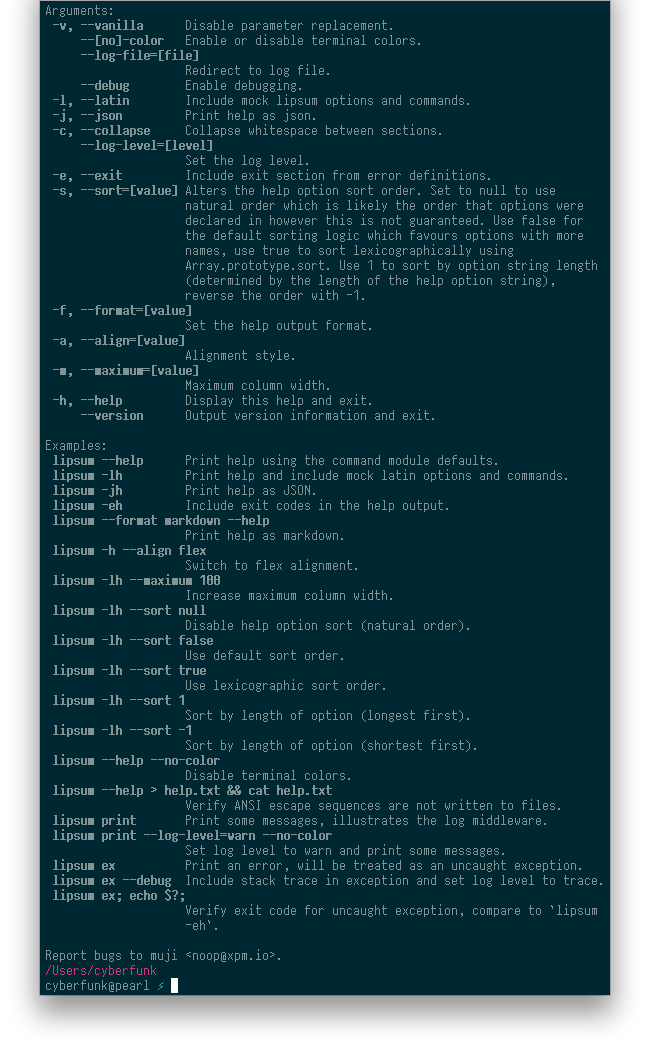 Arguments:
-v, --vanilla Disable parameter replacement.
--[no]-color Enable or disable terminal colors.
--log-file=[file]
Redirect to log file.
--debug Enable debugging.
-l, --latin Include mock lipsum options and commands.
-j, --json Print help as json.
-c, --collapse Collapse whitespace between sections.
--log-level=[level]
Set the log level.
-e, --exit Include exit section from error definitions.
-s, --sort=[value] Alters the help option sort order. Set to null to use
natural order which is likely the order that options were
declared in however this is not guaranteed. Use false for
the default sorting logic which favours options with more
names, use true to sort lexicographically using
Array.prototype.sort. Use 1 to sort by option string length
(determined by the length of the help option string),
reverse the order with -1.
-f, --format=[value]
Set the help output format.
-a, --align=[value]
Alignment style.
-m, --maximum=[value]
Maximum column width.
-h, --help Display this help and exit.
--version Output version information and exit.
Examples:
lipsum --help Print help using the command module defaults.
lipsum -lh Print help and include mock latin options and commands.
lipsum -jh Print help as JSON.
lipsum -eh Include exit codes in the help output.
lipsum --format markdown --help
Print help as markdown.
lipsum -h --align flex
Switch to flex alignment.
lipsum -lh --maximum 100
Increase maximum column width.
lipsum -lh --sort null
Disable help option sort (natural order).
lipsum -lh --sort false
Use default sort order.
lipsum -lh --sort true
Use lexicographic sort order.
lipsum -lh --sort 1
Sort by length of option (longest first).
lipsum -lh --sort -1
Sort by length of option (shortest first).
lipsum --help --no-color
Disable terminal colors.
lipsum --help > help.txt && cat help.txt
Verify ANSI escape sequences are not written to files.
lipsum print Print some messages, illustrates the log middleware.
lipsum print --log-level=warn --no-color
Set log level to warn and print some messages.
lipsum ex Print an error, will be treated as an uncaught exception.
lipsum ex --debug Include stack trace in exception and set log level to trace.
lipsum ex; echo $?;
Verify exit code for uncaught exception, compare to `lipsum
-eh`.
Report bugs to muji <noop@xpm.io>.
/Users/cyberfunk
cyberfunk@pearl ⚡